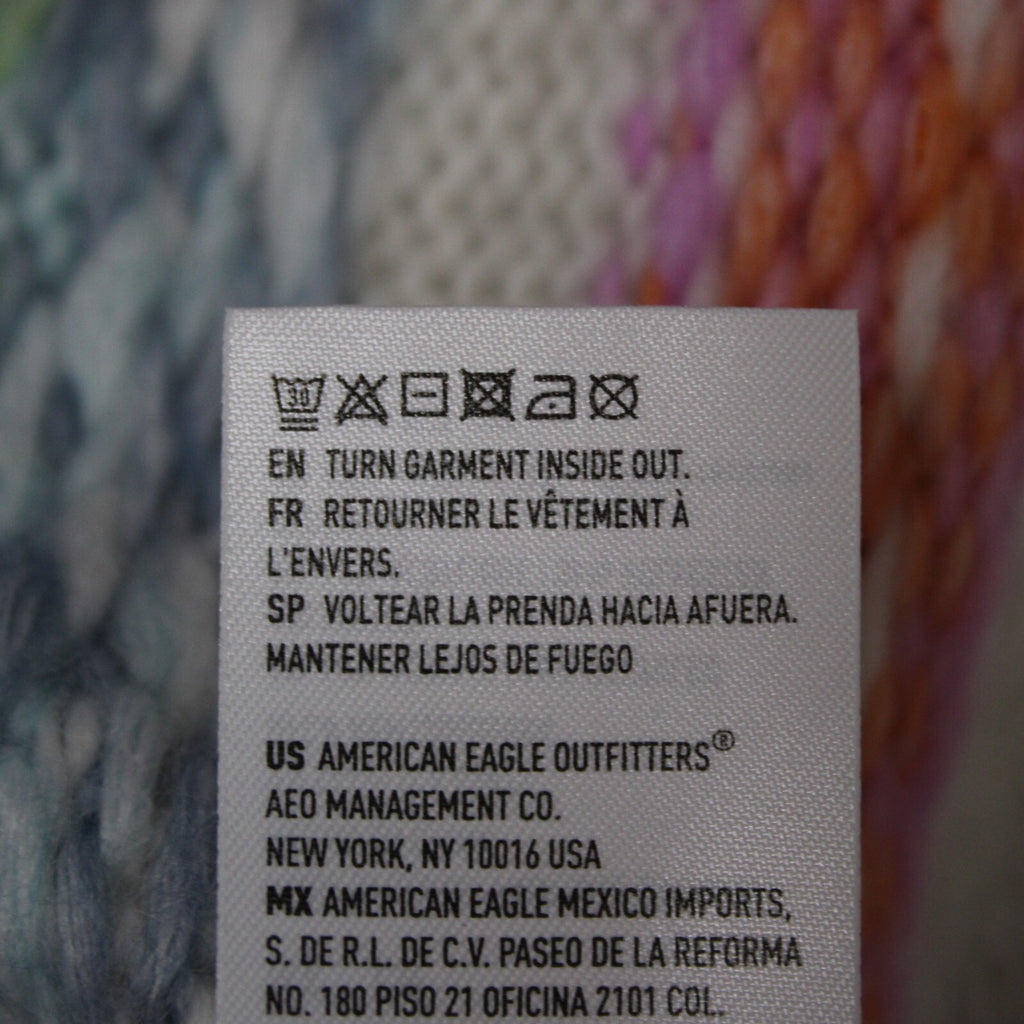 30
EN TURN GARMENT INSIDE OUT.
FR RETOURNER LE VÊTEMENT À
L'ENVERS.
SP VOLTEAR LA PRENDA HACIA AFUERA.
MANTENER LEJOS DE FUEGO
US AMERICAN EAGLE OUTFITTERS®
AEO MANAGEMENT CO.
NEW YORK, NY 10016 USA
MX AMERICAN EAGLE MEXICO IMPORTS,
S. DE R.L. DE C.V. PASEO DE LA REFORMA
NO. 180 PISO 21 OFICINA 2101 COL.